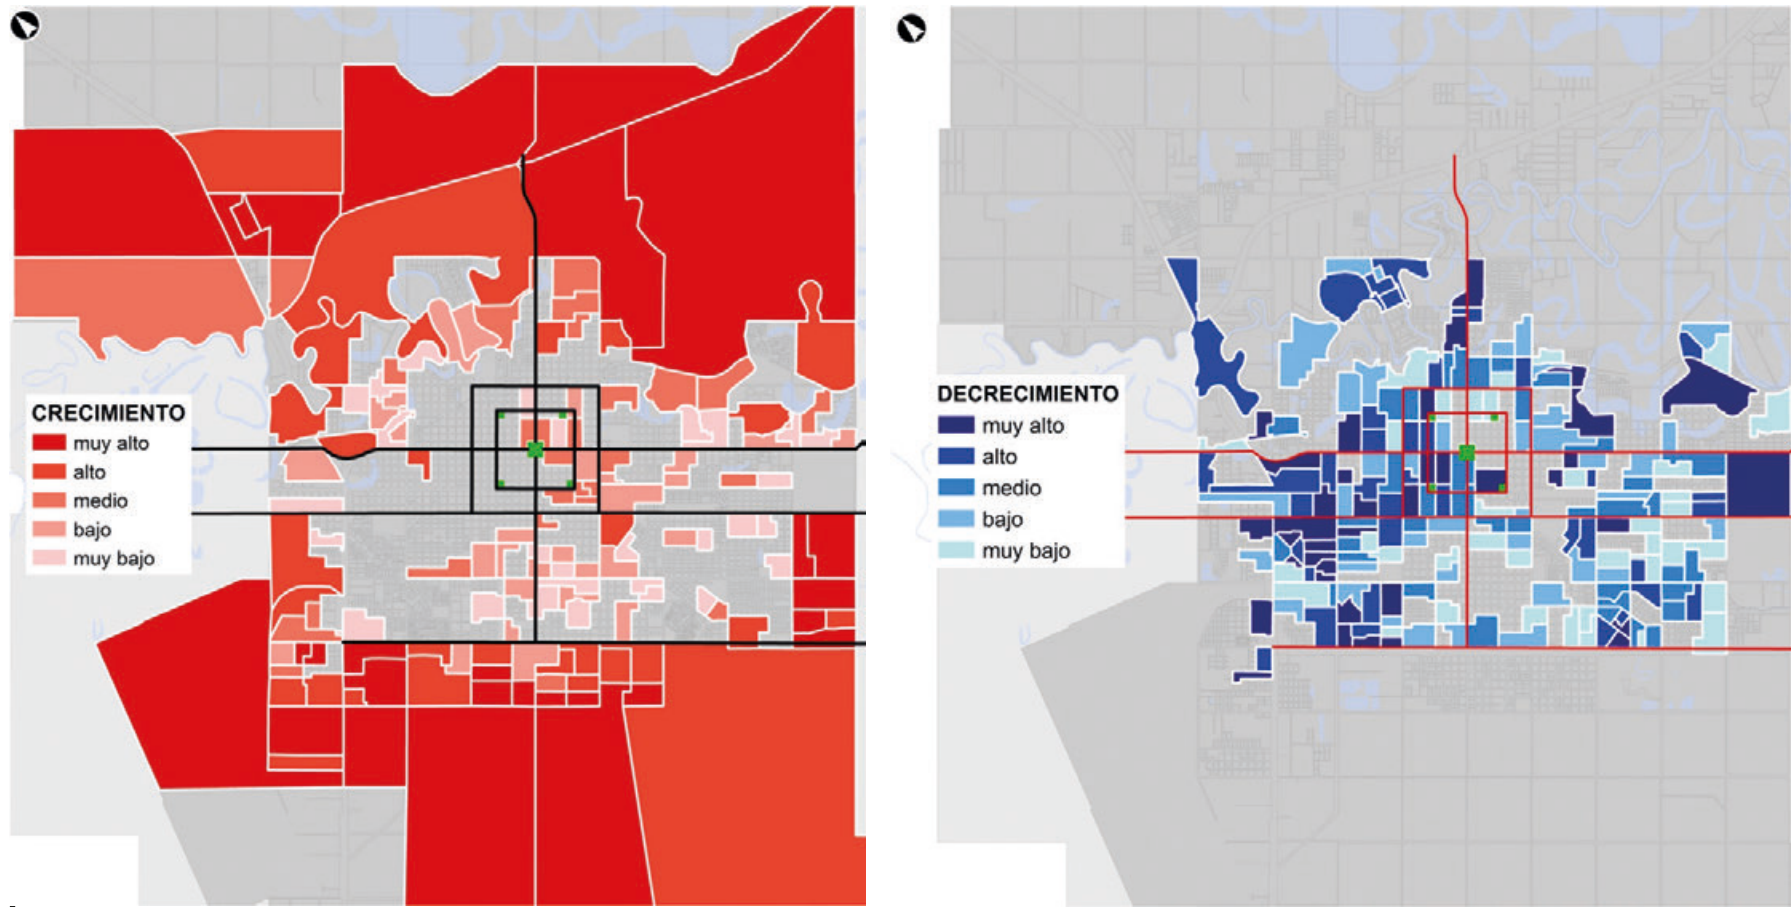 CRECIMIENTO
muy alto
alto
medio
bajo
muy bajo
DECRECIMIENTO
muy alto
alto
medio
bajo
muy bajo